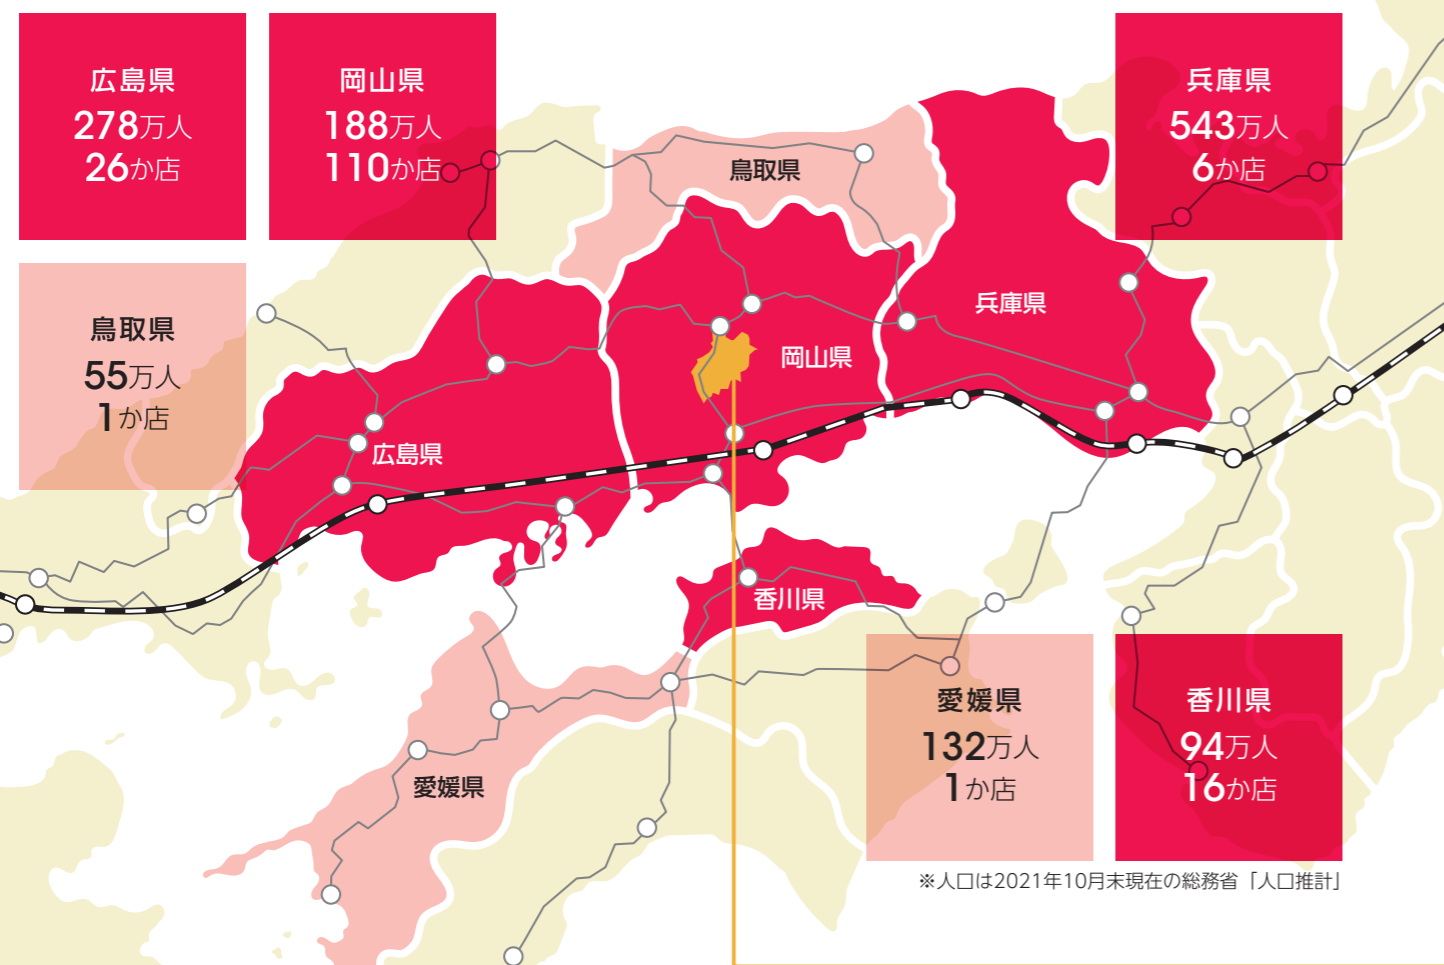 広島県
278万人
26か店
岡山県
188万人
110か店
兵庫県
543万人
6か店
鳥取県
55万人
1か店
鳥取県
兵庫県
岡山県
広島県
香川県
愛媛県
愛媛県
132万人
1か店
香川県
94万人
16か店
※人口は2021年10月末現在の総務省「人口推計」